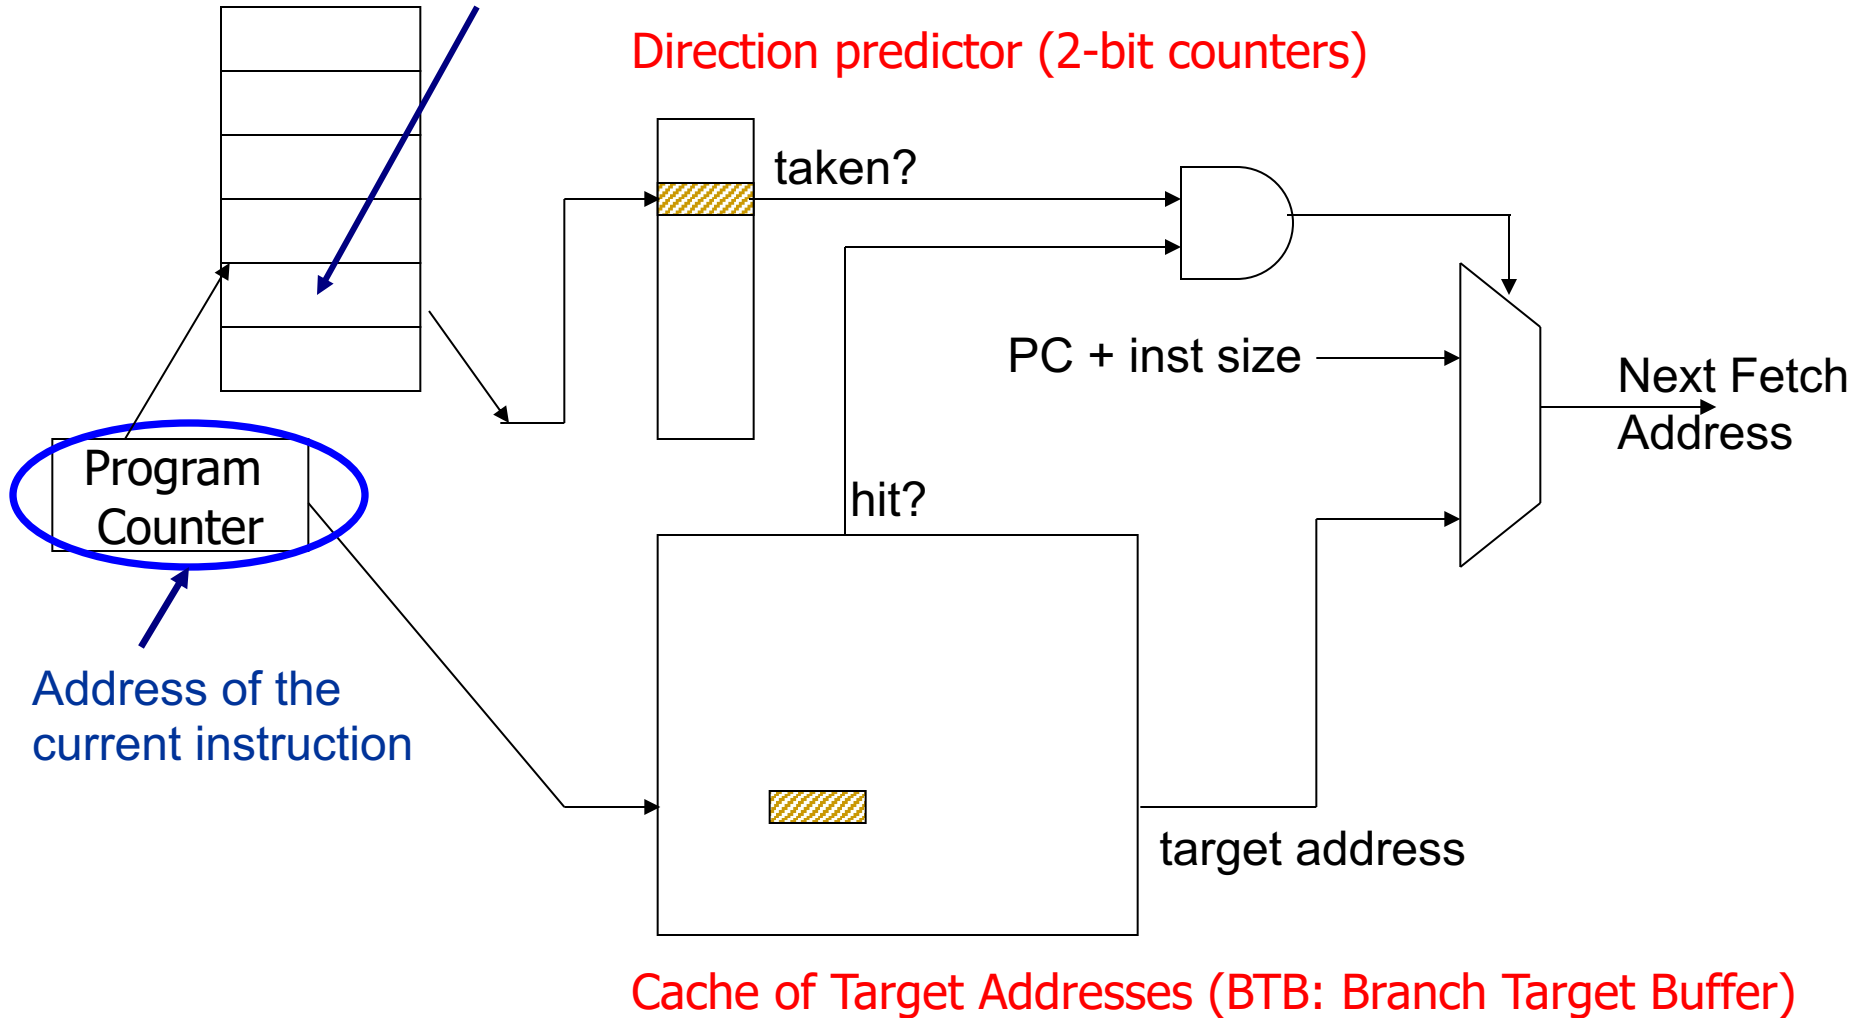 Direction predictor (2-bit counters)
taken?
PC + inst size
Next Fetch
Address
Program
Counter
hit?
Address of the
current instruction
target address
Cache of Target Addresses (BTB: Branch Target Buffer)